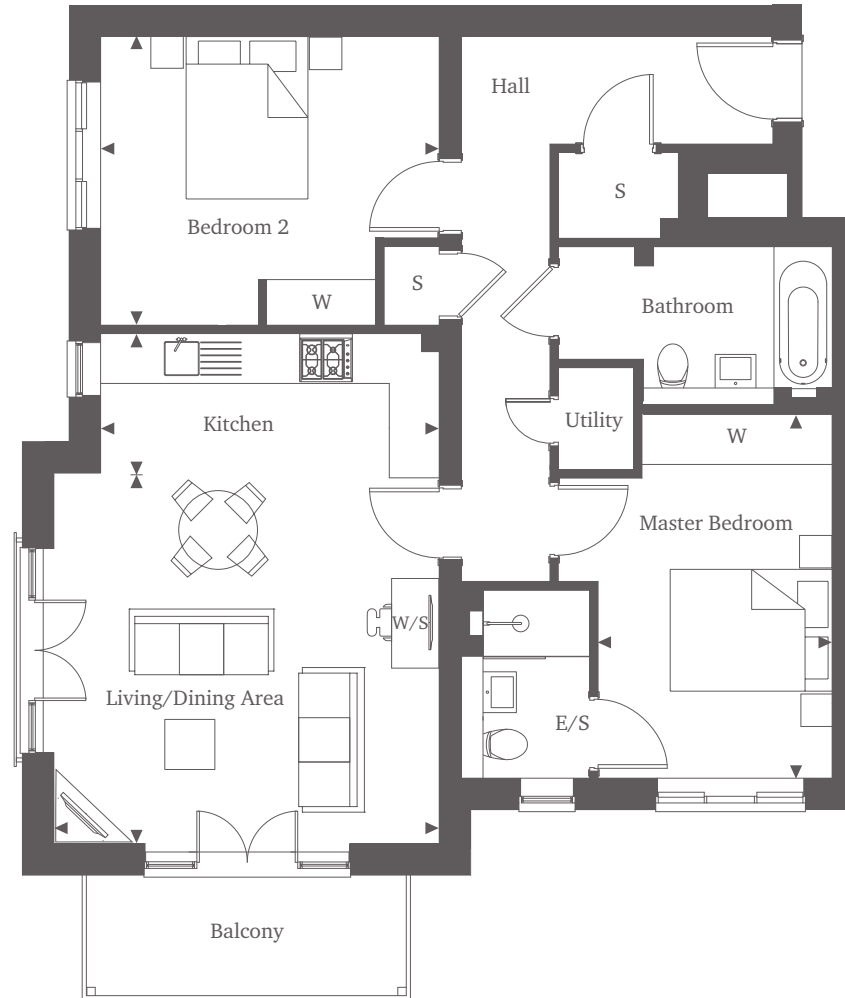 Hall
S
Bedroom 2
S
W
Bathroom
Kitchen
Utility
W
Master Bedroom
W/S
Living/Dining Area
E/S
Balcony